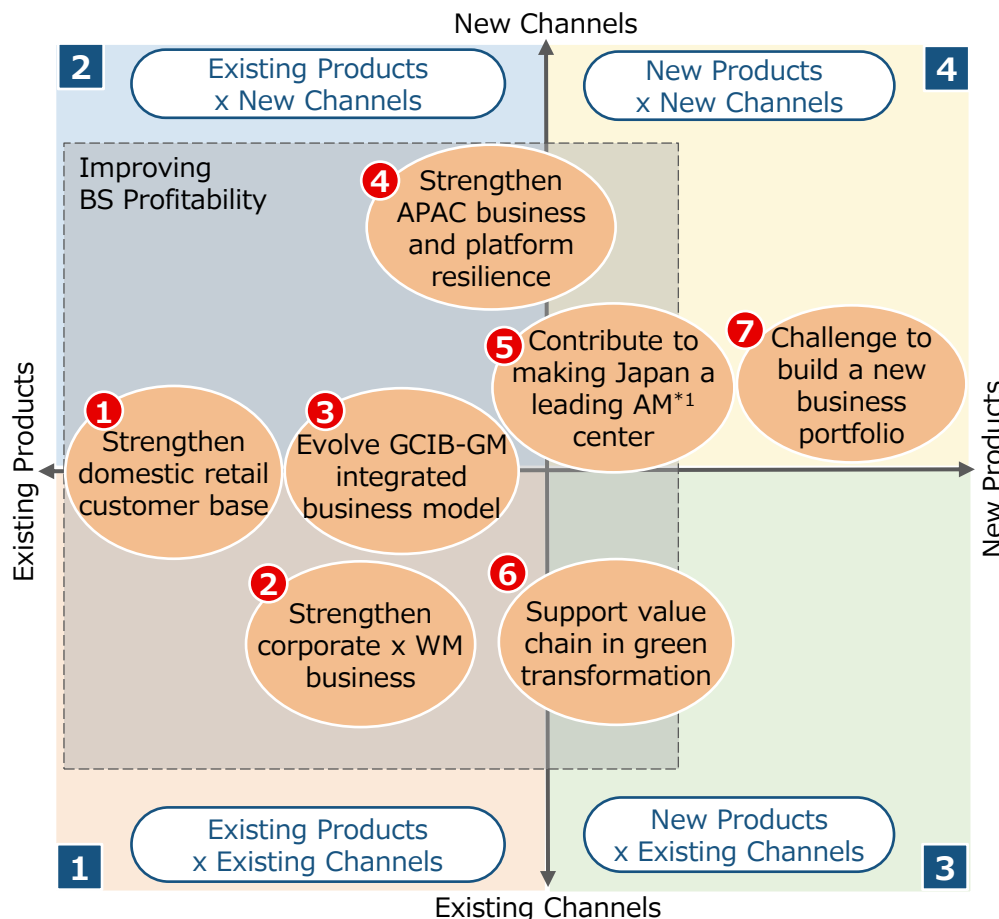 New Channels
2
Existing Products
x New Channels
New Products
x New Channels
4
Improving
BS Profitability
4
Strengthen
APAC business
and platform
resilience
5
Contribute to
making Japan a
leading AM*1
center
7
Challenge to
build a new
business
portfolio
1
Strengthen
domestic retail
customer base
3
Evolve GCIB-GM
integrated
business model
Existing Products
New Products
2
Strengthen
corporate x WM
business
6
Support value
chain in green
transformation
1
Existing Products
x Existing Channels
New Products
x Existing Channels
3
Existing Channels